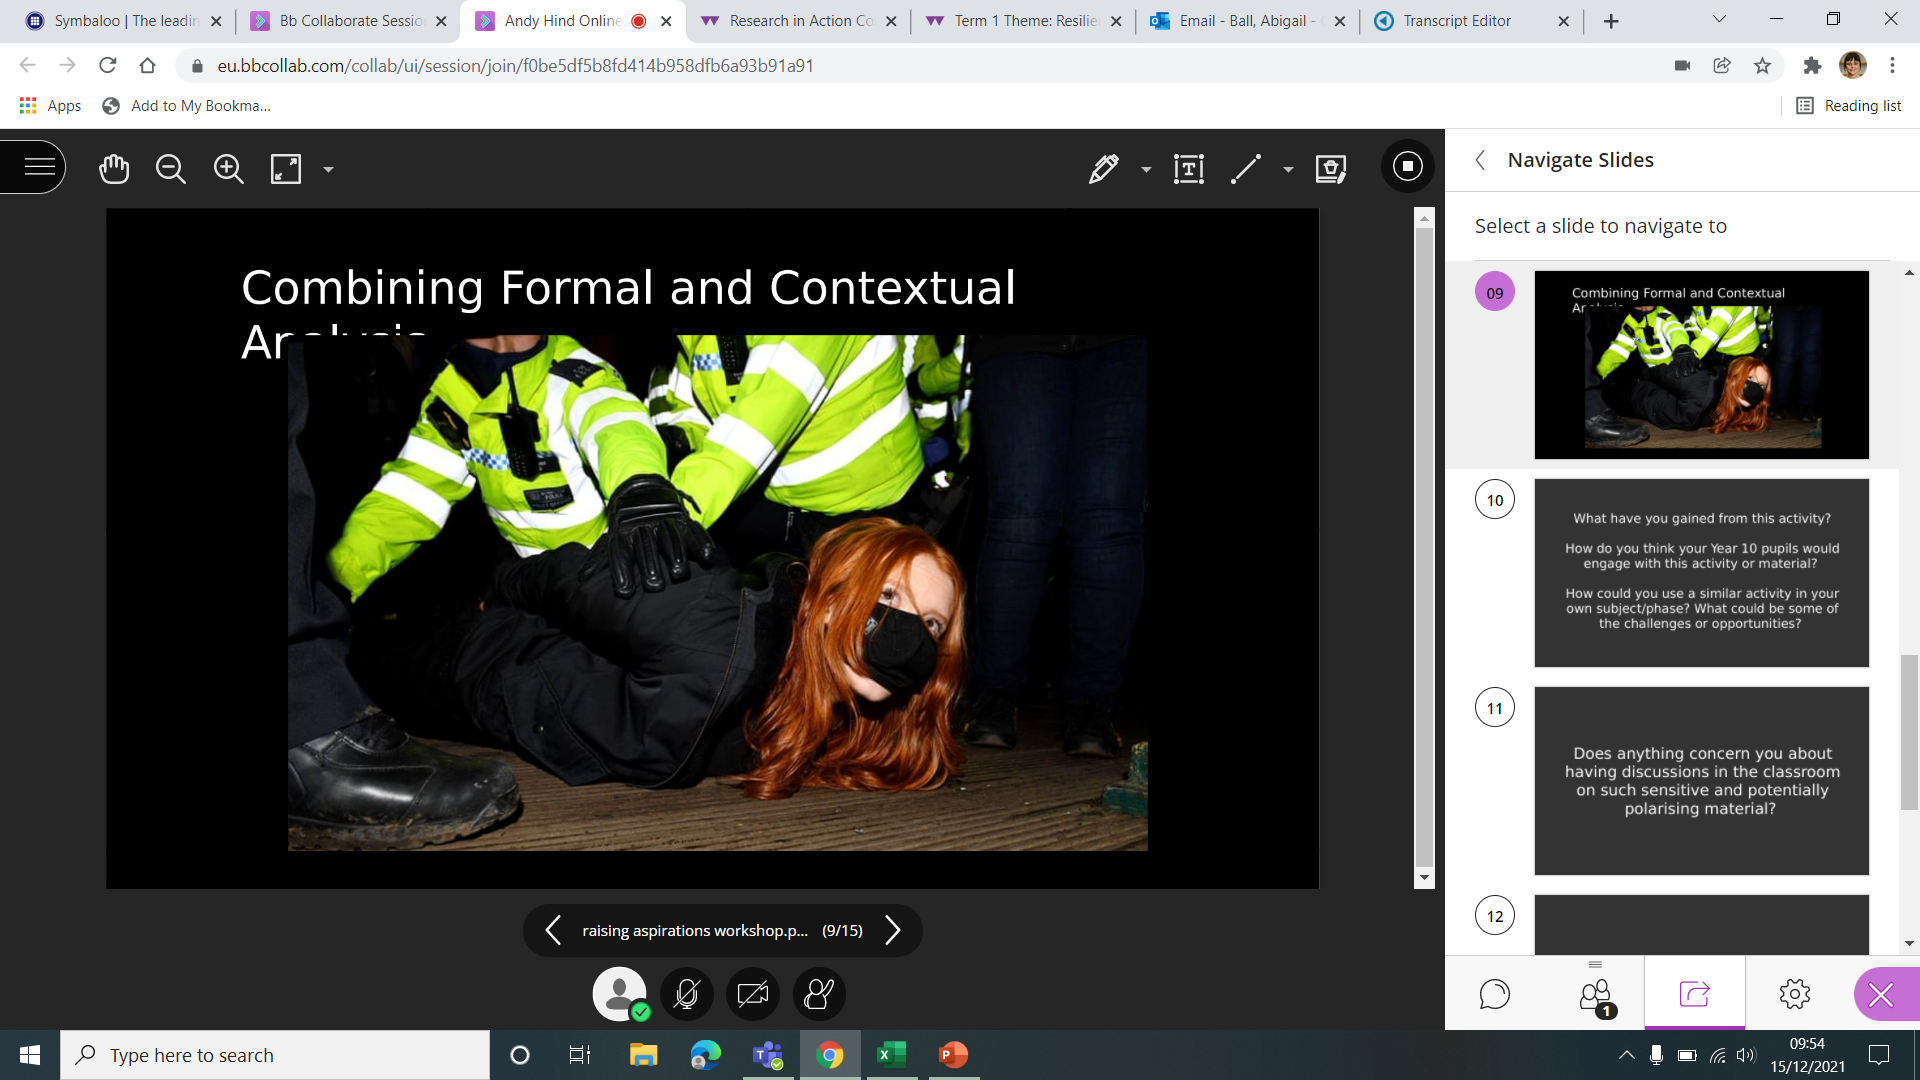 Symbaloo | The leadin
Bb Collaborate Sessio
Andy Hind Online
Research in Action Co
Term 1 Theme: Resilie
Email - Ball, Abigail -
Transcript Editor
eu.bbcollab.com/collab/ui/session/join/f0be5df5b8fd414b958dfb6a93b91a91
Apps
Add to My Bookma...
Reading list
Navigate Slides
Select a slide to navigate to
Combining Formal and Contextual
Analysis
09
Combining Formal and Contextual
Analysis
10
What have you gained from this activity?
How do you think your Year 10 pupils would
engage with this activity or material?
How could you use a similar activity in your
own subject/phase? What could be some of
the challenges or opportunities?
11
Does anything concern you about
having discussions in the classroom
on such sensitive and potentially
polarising material?
12
raising aspirations workshop.p... (9/15)
1
Type here to search
09:54
15/12/2021